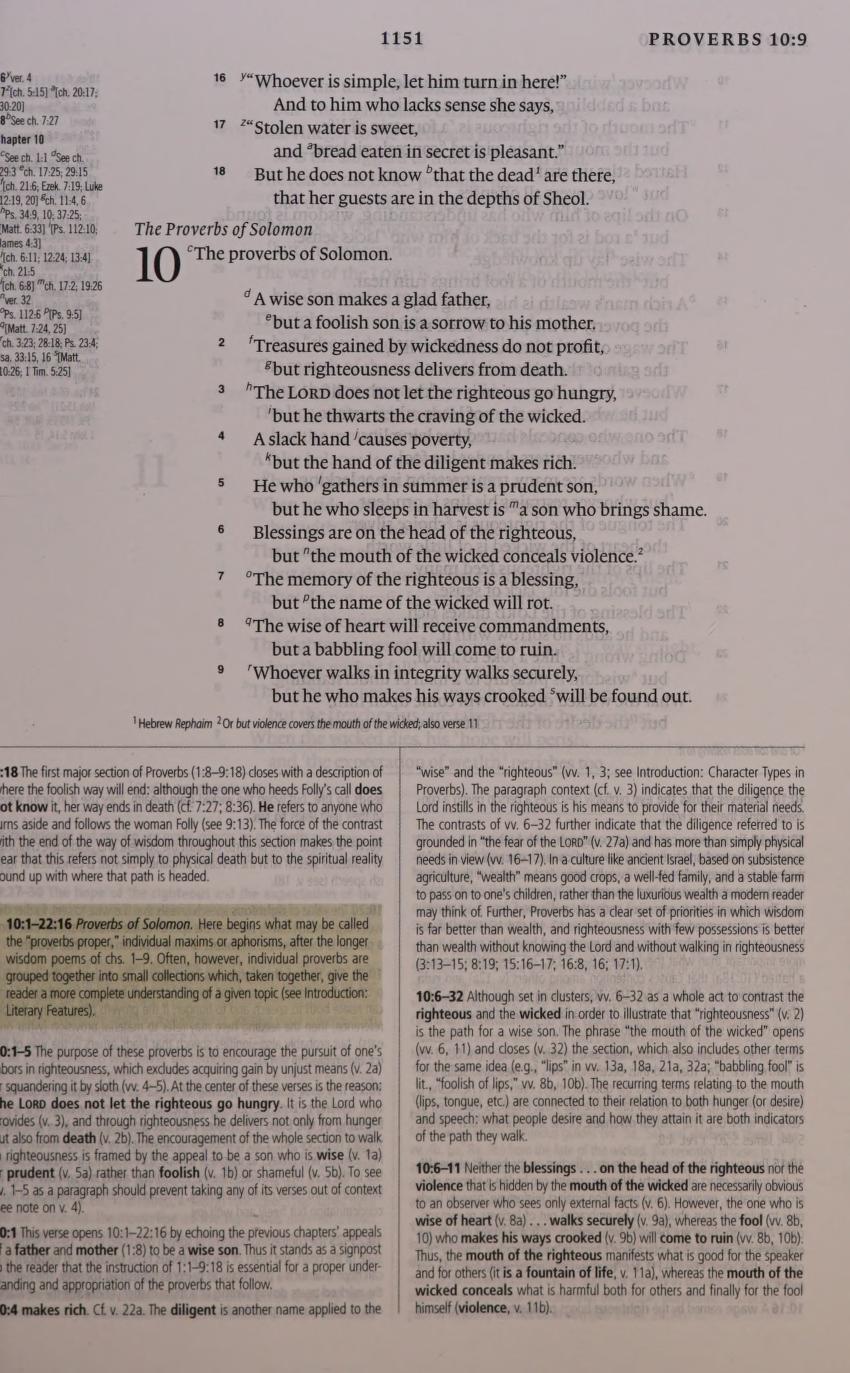 1151
PROVERBS 10:9
6 y ver. 4
7 z [ch. 5:15] a [ch. 20:17;
30:20]
8 b See ch. 7:27
hapter 10
c See ch. 1:1 d See ch.
29:3 e ch. 17:25; 29:15
f [ch. 21:6; Ezek. 7:19; Luke
12:19, 20] g ch. 11:4, 6
h Ps. 34:9, 10; 37:25;
[Matt. 6:33] i [Ps. 112:10;
ames 4:3]
j [ch. 6:11; 12:24; 13:4]
k ch. 21:5
l [ch. 6:8] m ch. 17:2; 19:26
n ver. 32
o Ps. 112:6 p [Ps. 9:5]
q [Matt. 7:24, 25]
r ch. 3:23; 28:18; Ps. 23:4;
sa. 33:15, 16 s [Matt.
10:26; 1 Tim. 5:25]
16 y “Whoever is simple, let him turn in here!”
And to him who lacks sense she says,
17 z “Stolen water is sweet,
and a bread eaten in secret is pleasant.”
18 But he does not know b that the dead1 are there,
that her guests are in the depths of Sheol.
The Proverbs of Solomon
10 c The proverbs of Solomon.
d A wise son makes a glad father,
e but a foolish son is a sorrow to his mother.
2 f Treasures gained by wickedness do not profit,
g but righteousness delivers from death.
3 h The LORD does not let the righteous go hungry,
i but he thwarts the craving of the wicked.
4 A slack hand j causes poverty,
k but the hand of the diligent makes rich.
5 He who l gathers in summer is a prudent son,
but he who sleeps in harvest is m a son who brings shame.
6 Blessings are on the head of the righteous,
but n the mouth of the wicked conceals violence.2
7 o The memory of the righteous is a blessing,
but p the name of the wicked will rot.
8 q The wise of heart will receive commandments,
but a babbling fool will come to ruin.
9 r Whoever walks in integrity walks securely,
but he who makes his ways crooked s will be found out.
1 Hebrew Rephaim 2 Or but violence covers the mouth of the wicked; also verse 11
:18 The first major section of Proverbs (1:8–9:18) closes with a description of
here the foolish way will end: although the one who heeds Folly's call does
ot know it, her way ends in death (cf. 7:27; 8:36). He refers to anyone who
rns aside and follows the woman Folly (see 9:13). The force of the contrast
ith the end of the way of wisdom throughout this section makes the point
ear that this refers not simply to physical death but to the spiritual reality
ound up with where that path is headed.
10:1–22:16 Proverbs of Solomon. Here begins what may be called
the “proverbs proper,” individual maxims or aphorisms, after the longer
wisdom poems of chs. 1–9. Often, however, individual proverbs are
grouped together into small collections which, taken together, give the
reader a more complete understanding of a given topic (see Introduction:
Literary Features).
0:1–5 The purpose of these proverbs is to encourage the pursuit of one's
bors in righteousness, which excludes acquiring gain by unjust means (v. 2a)
r squandering it by sloth (vv. 4–5). At the center of these verses is the reason:
he LORD does not let the righteous go hungry. It is the Lord who
rovides (v. 3), and through righteousness he delivers not only from hunger
ut also from death (v. 2b). The encouragement of the whole section to walk
righteousness is framed by the appeal to be a son who is wise (v. 1a)
r prudent (v. 5a) rather than foolish (v. 1b) or shameful (v. 5b). To see
v. 1–5 as a paragraph should prevent taking any of its verses out of context
ee note on v. 4).
0:1 This verse opens 10:1–22:16 by echoing the previous chapters' appeals
f a father and mother (1:8) to be a wise son. Thus it stands as a signpost
the reader that the instruction of 1:1–9:18 is essential for a proper under-
anding and appropriation of the proverbs that follow.
0:4 makes rich. Cf. v. 22a. The diligent is another name applied to the
“wise” and the “righteous” (vv. 1, 3; see Introduction: Character Types in
Proverbs). The paragraph context (cf. v. 3) indicates that the diligence the
Lord instills in the righteous is his means to provide for their material needs.
The contrasts of vv. 6–32 further indicate that the diligence referred to is
grounded in “the fear of the LORD” (v. 27a) and has more than simply physical
needs in view (vv. 16–17). In a culture like ancient Israel, based on subsistence
agriculture, “wealth” means good crops, a well-fed family, and a stable farm
to pass on to one's children, rather than the luxurious wealth a modern reader
may think of. Further, Proverbs has a clear set of priorities in which wisdom
is far better than wealth, and righteousness with few possessions is better
than wealth without knowing the Lord and without walking in righteousness
(3:13–15; 8:19; 15:16–17; 16:8, 16; 17:1).
10:6–32 Although set in clusters, vv. 6–32 as a whole act to contrast the
righteous and the wicked in order to illustrate that “righteousness” (v. 2)
is the path for a wise son. The phrase “the mouth of the wicked” opens
(vv. 6, 11) and closes (v. 32) the section, which also includes other terms
for the same idea (e.g., “lips” in vv. 13a, 18a, 21a, 32a; “babbling fool” is
lit., “foolish of lips,” vv. 8b, 10b). The recurring terms relating to the mouth
(lips, tongue, etc.) are connected to their relation to both hunger (or desire)
and speech: what people desire and how they attain it are both indicators
of the path they walk.
10:6–11 Neither the blessings . . . on the head of the righteous nor the
violence that is hidden by the mouth of the wicked are necessarily obvious
to an observer who sees only external facts (v. 6). However, the one who is
wise of heart (v. 8a) . . . walks securely (v. 9a), whereas the fool (vv. 8b,
10) who makes his ways crooked (v. 9b) will come to ruin (vv. 8b, 10b).
Thus, the mouth of the righteous manifests what is good for the speaker
and for others (it is a fountain of life, v. 11a), whereas the mouth of the
wicked conceals what is harmful both for others and finally for the fool
himself (violence, v. 11b).